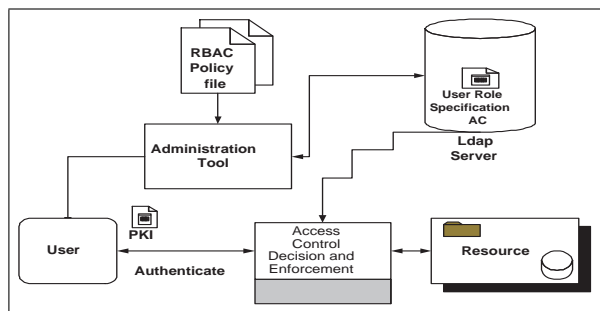 RBAC
Policy
file
User Role
Specification
AC
Ldap
Server
Administration
Tool
PKI
User
Authenticate
Access
Control
Decision and
Enforcement
Resource